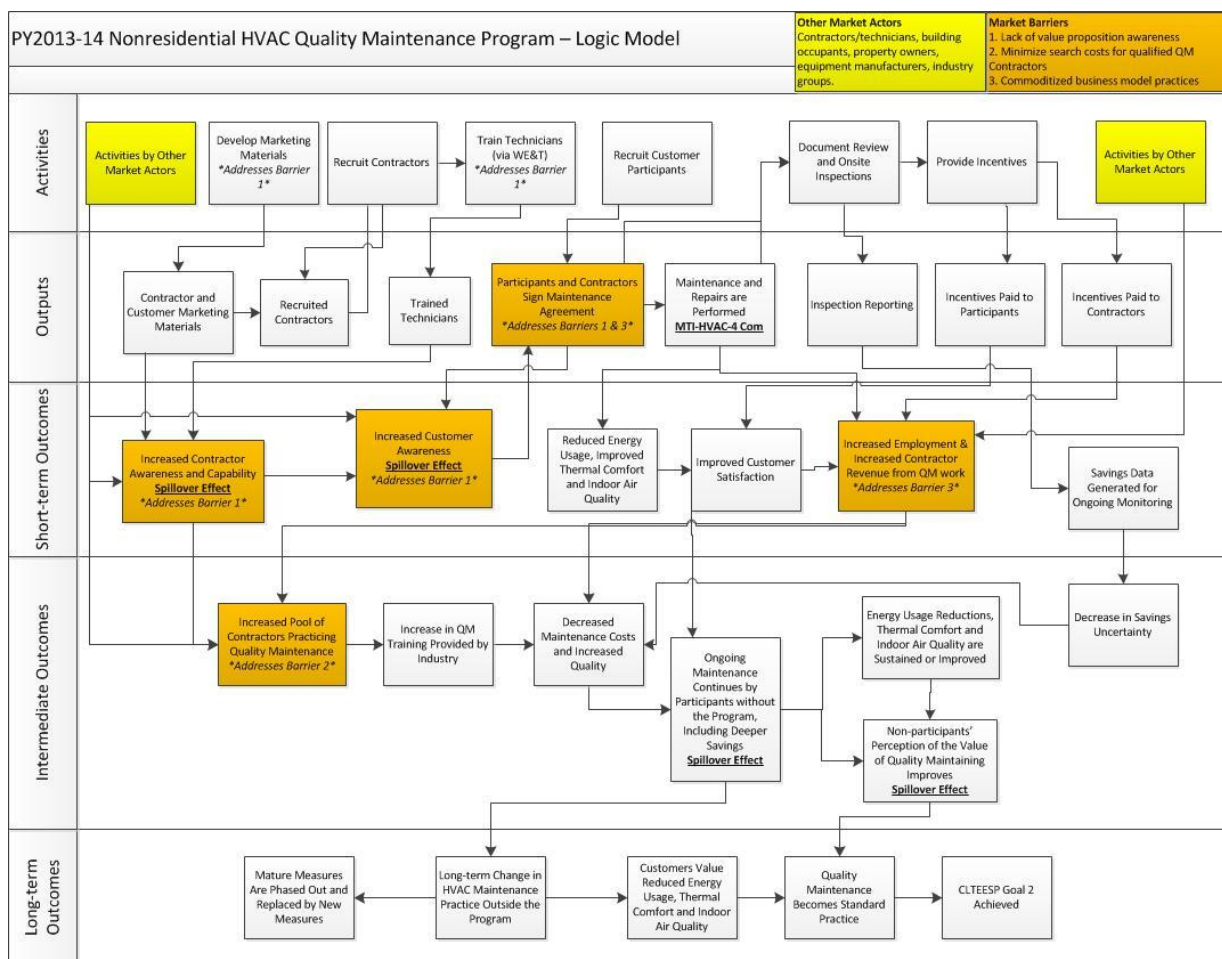 PY2013-14 Nonresidential HVAC Quality Maintenance Program – Logic Model
Other Market Actors
Contractors/technicians, building
occupants, property owners,
equipment manufacturers, industry
groups.
Market Barriers
1. Lack of value proposition awareness
2. Minimize search costs for qualified QM
Contractors
3. Commoditized business model practices
Activities
Activities by Other
Market Actors
Develop Marketing
Materials
*Addresses Barrier
1*
Recruit Contractors
Train Technicians
(via WE&T)
*Addresses Barrier
1*
Recruit Customer
Participants
Document Review
and Onsite
Inspections
Provide Incentives
Activities by Other
Market Actors
Outputs
Contractor and
Customer Marketing
Materials
Recruited
Contractors
Trained
Technicians
Participants and Contractors
Sign Maintenance
Agreement
*Addresses Barriers 1 & 3*
Maintenance and
Repairs are
Performed
MTI-HVAC-4 Com
Inspection Reporting
Incentives Paid to
Participants
Incentives Paid to
Contractors
Short-term Outcomes
Increased Contractor
Awareness and Capability
Spillover Effect
*Addresses Barrier 1*
Increased Customer
Awareness
Spillover Effect
*Addresses Barrier 1*
Reduced Energy
Usage, Improved
Thermal Comfort
and Indoor Air
Quality
Improved Customer
Satisfaction
Increased Employment &
Increased Contractor
Revenue from QM work
*Addresses Barrier 3*
Savings Data
Generated for
Ongoing Monitoring
Intermediate Outcomes
Increased Pool of
Contractors Practicing
Quality Maintenance
*Addresses Barrier 2*
Increase in QM
Training Provided by
Industry
Decreased
Maintenance Costs
and Increased
Quality
Ongoing
Maintenance
Continues by
Participants without
the Program,
Including Deeper
Savings
Spillover Effect
Energy Usage Reductions,
Thermal Comfort and
Indoor Air Quality are
Sustained or Improved
Decrease in Savings
Uncertainty
Non-participants'
Perception of the Value
of Quality Maintaining
Improves
Spillover Effect
Long-term
Outcomes
Mature Measures
Are Phased Out and
Replaced by New
Measures
Long-term Change in
HVAC Maintenance
Practice Outside the
Program
Customers Value
Reduced Energy
Usage, Thermal
Comfort and Indoor
Air Quality
Quality
Maintenance
Becomes Standard
Practice
CLTEESP Goal 2
Achieved